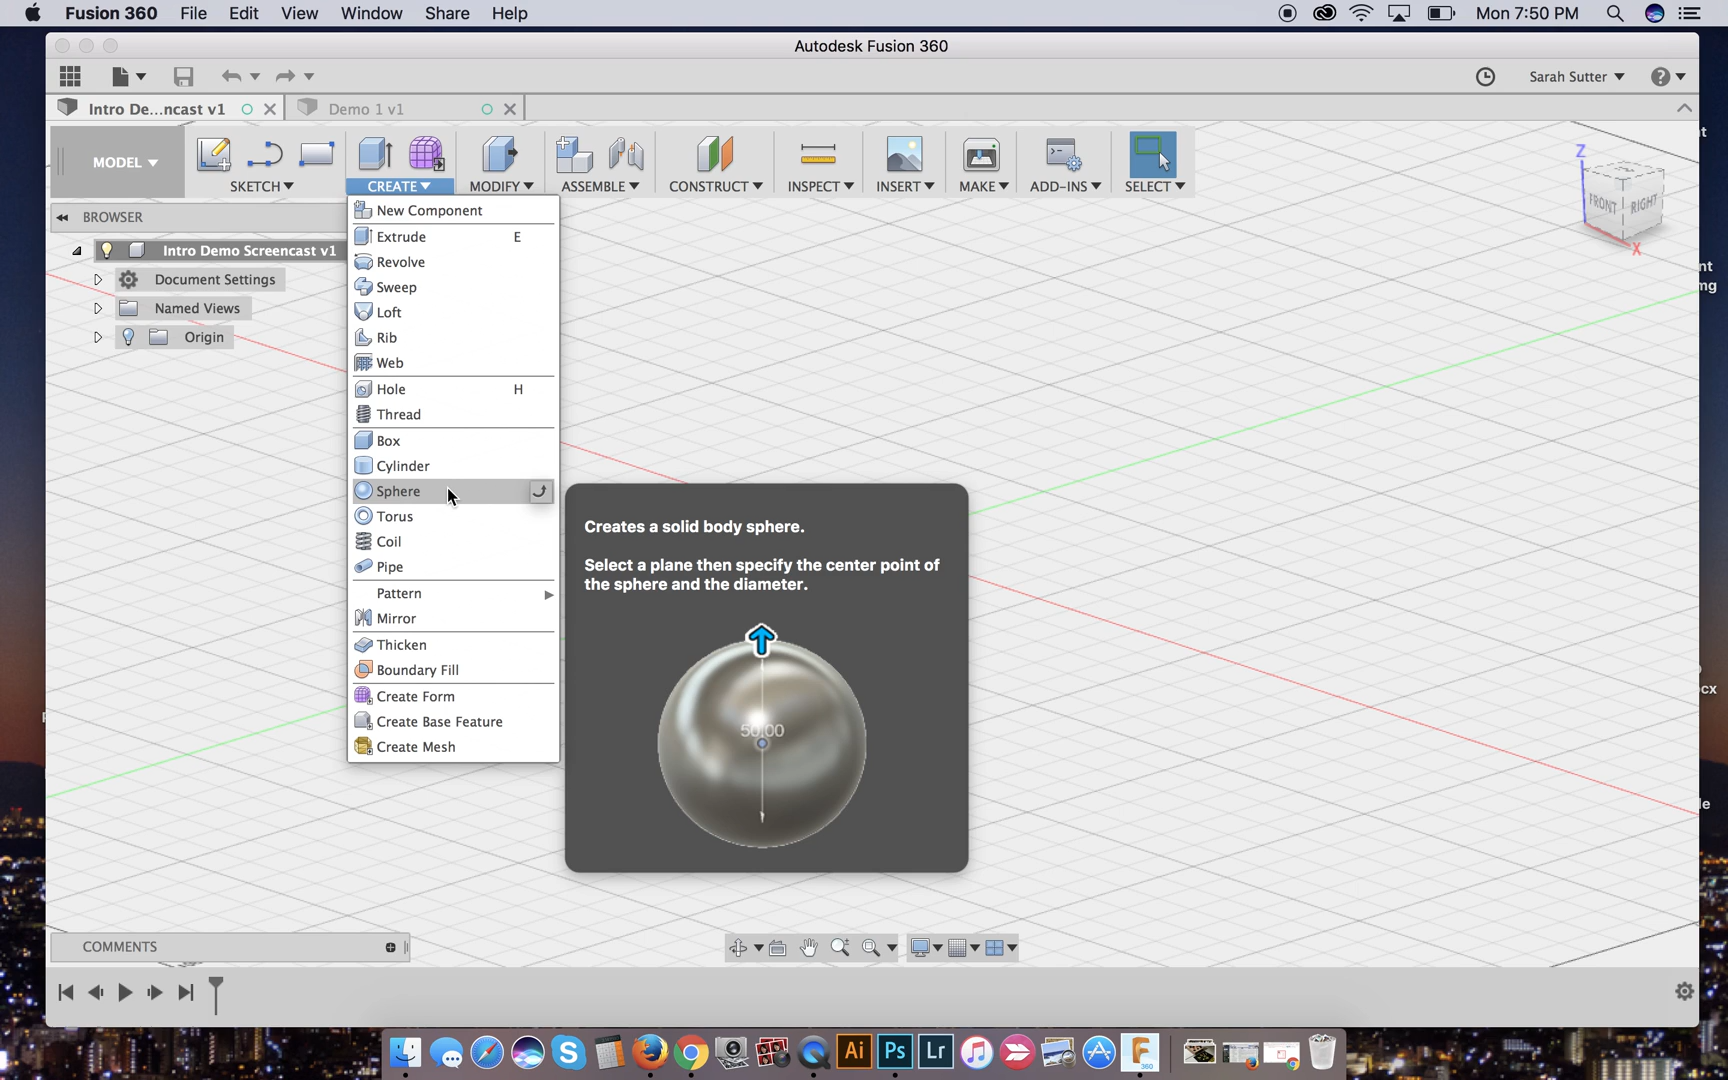 Fusion 360 File Edit View Window Share Help Mon 7:50 PM
Autodesk Fusion 360
Sarah Sutter
Intro De...ncast v1 Demo 1 v1
MODEL
SKETCH CREATE MODIFY ASSEMBLE CONSTRUCT INSPECT INSERT MAKE ADD-INS SELECT
Z
FRONT RIGHT
X
BROWSER
Intro Demo Screencast v1
Document Settings
Named Views
Origin
New Component
Extrude E
Revolve
Sweep
Loft
Rib
Web
Hole H
Thread
Box
Cylinder
Sphere
Torus
Coil
Pipe
Pattern
Mirror
Thicken
Boundary Fill
Create Form
Create Base Feature
Create Mesh
Creates a solid body sphere.
Select a plane then specify the center point of
the sphere and the diameter.
50.00
COMMENTS
Ai Ps Lr F
360